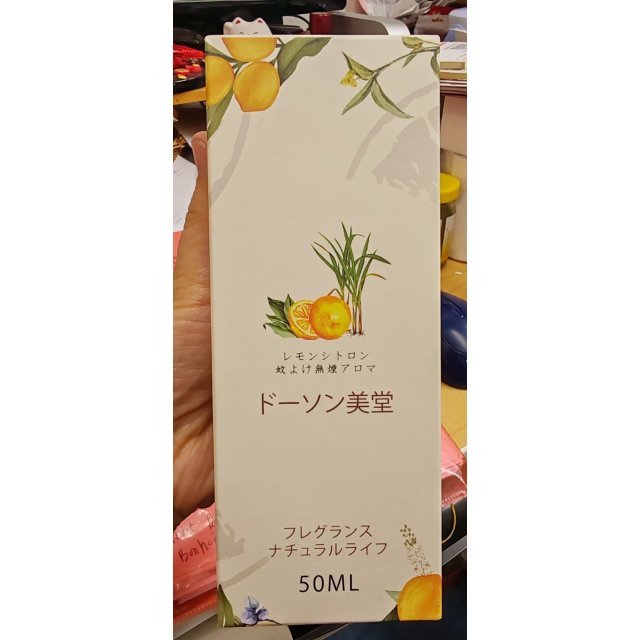 レモンシトロン
蚊よけ無煙アロマ
ドーソン美堂
フレグランス
ナチュラルライフ
50ML